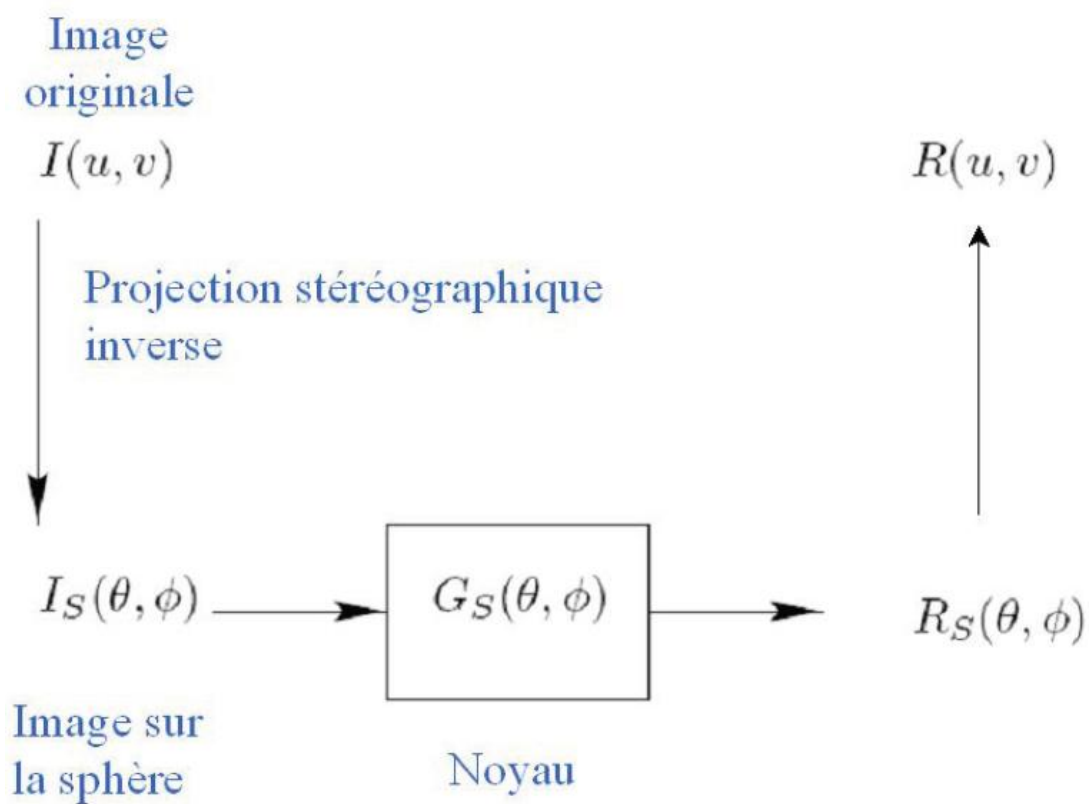 Image
originale
I(u, v)
R(u, v)
Projection stéréographique
inverse
I_S(θ, ϕ)
G_S(θ, ϕ)
R_S(θ, ϕ)
Image sur
la sphère
Noyau